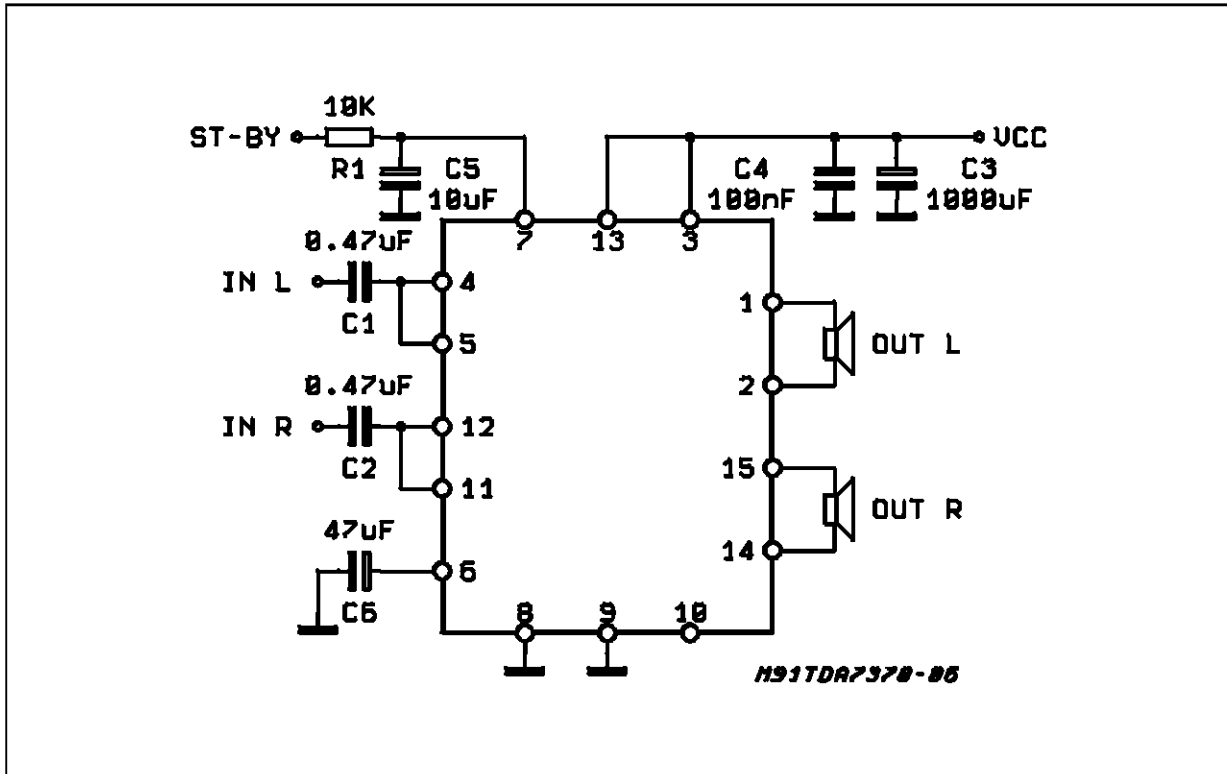 10K
ST-BY
VCC
R1
C5
10uF
C4
100nF
C3
1000uF
7
13
3
0.47uF
IN L
4
C1
5
1
OUT L
2
0.47uF
IN R
12
C2
11
15
OUT R
14
47uF
6
C6
8
9
10
M91TDA7370-06